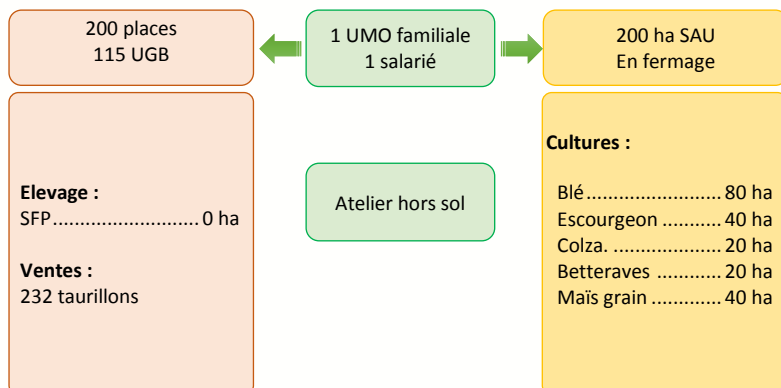 200 places
115 UGB
1 UMO familiale
1 salarié
200 ha SAU
En fermage
Elevage :
SFP........................... 0 ha
Ventes :
232 taurillons
Atelier hors sol
Cultures :
Blé......................... 80 ha
Escourgeon ............ 40 ha
Colza. ..................... 20 ha
Betteraves ............. 20 ha
Maïs grain ............. 40 ha